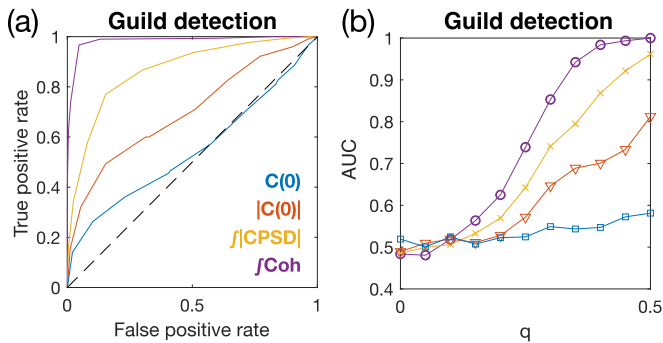 (a)
Guild detection
True positive rate
1
0.8
0.6
0.4
0.2
0
0
0.5
1
False positive rate
C(0)
|C(0)|
∫|CPSD|
∫Coh
(b)
Guild detection
AUC
1
0.9
0.8
0.7
0.6
0.5
0.4
0
0.5
q